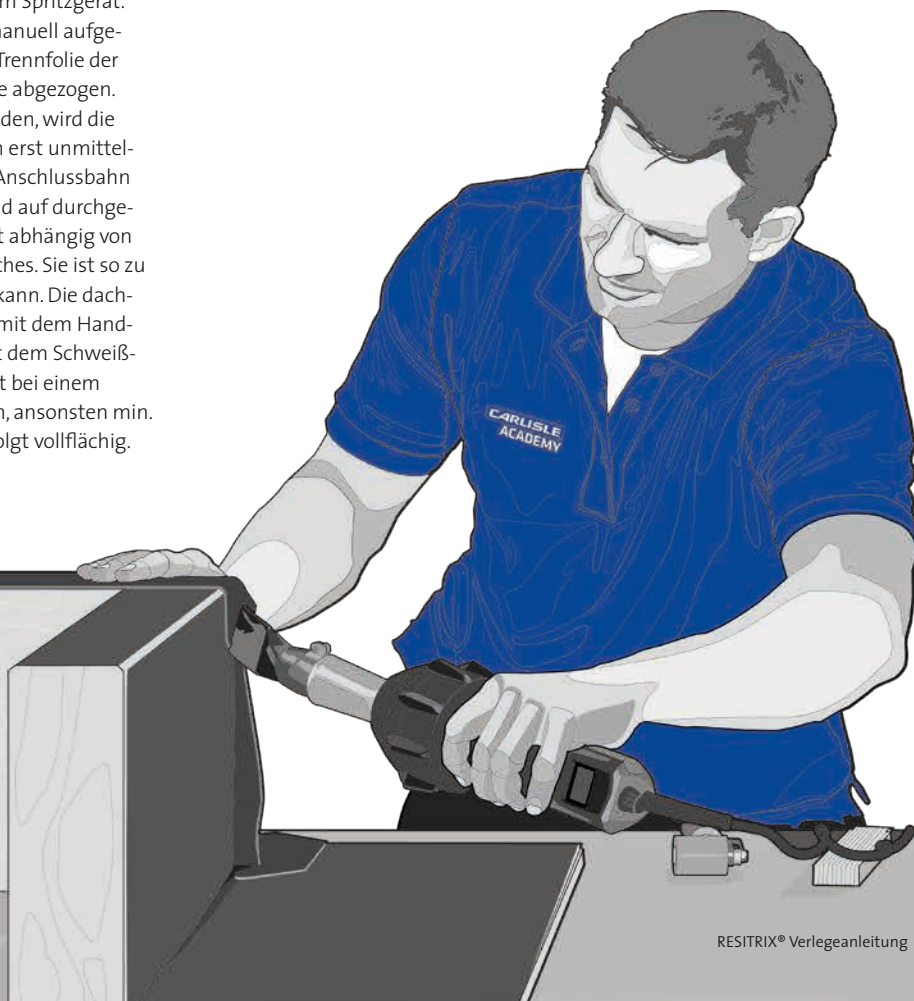 m Spritzgerät.
anuell aufge-
Trennfolie der
e abgezogen.
den, wird die
n erst unmittel-
Anschlussbahn
d auf durchge-
t abhängig von
ches. Sie ist so zu
kann. Die dach-
mit dem Hand-
t dem Schweiß-
t bei einem
n, ansonsten min.
olgt vollflächig.
CARLISLE
ACADEMY
RESITRIX® Verlegeanleitung